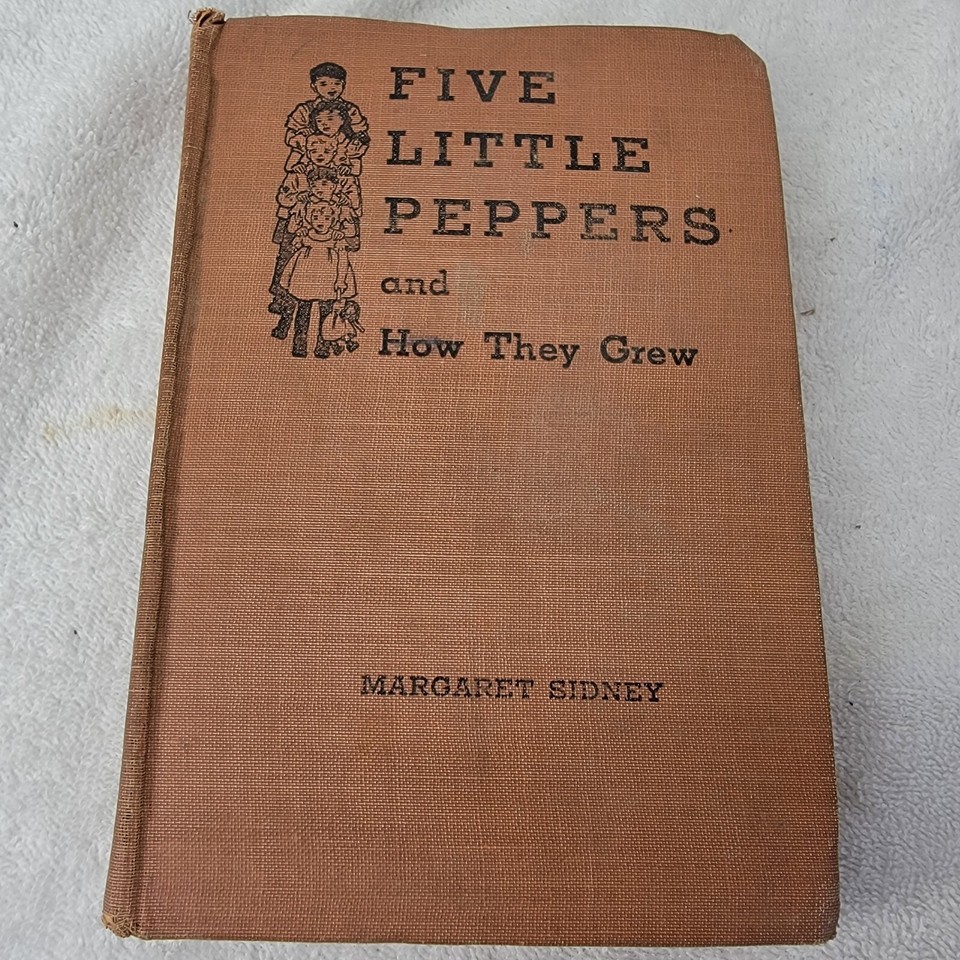 FIVE
LITTLE
PEPPERS
and
How They Grew
MARGARET SIDNEY